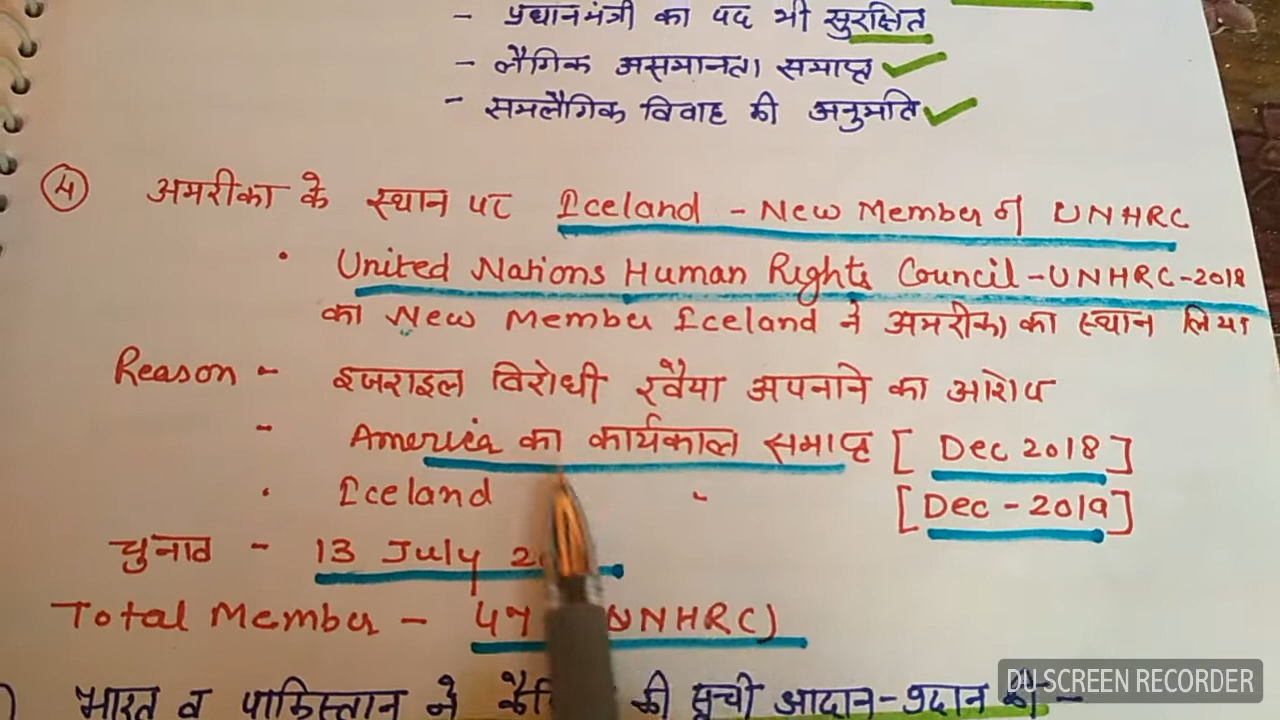 - प्रधानमंत्री का पद भी सुरक्षित
- लैंगिक असमानता समाप्त
- समलैंगिक विवाह की अनुमति
④ अमरीका के स्थान पर Iceland - New Member of UNHRC
· United Nations Human Rights Council - UNHRC - 2018
का New Member Iceland ने अमरीका का स्थान लिया
Reason - इजराइल विरोधी रवैया अपनाने का आरोप
- America का कार्यकाल समाप्त [Dec 2018]
· Iceland " [Dec - 2019]
चुनाव - 13 July
Total Member - 47 UNHRC)
भारत व पाकिस्तान ने की सूची आदान-प्रदान की -
DU SCREEN RECORDER